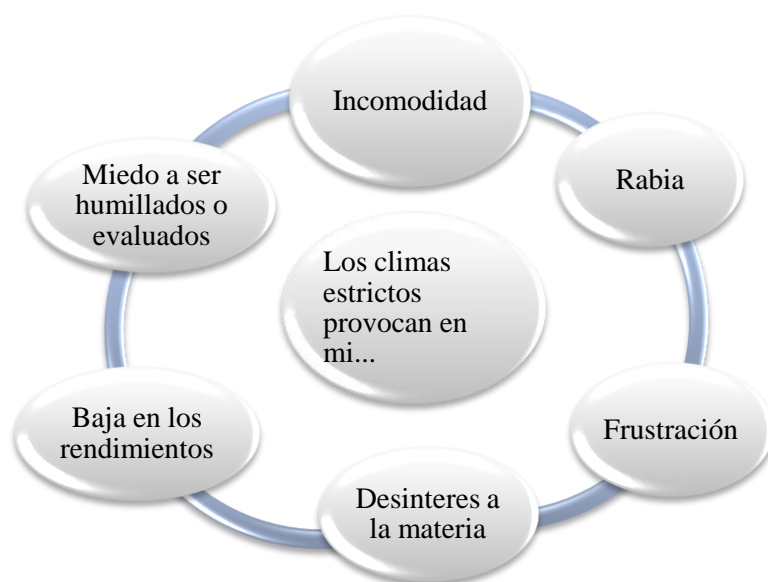 Incomodidad
Rabia
Frustración
Desinteres a
la materia
Baja en los
rendimientos
Miedo a ser
humillados o
evaluados
Los climas
estrictos
provocan en
mi...